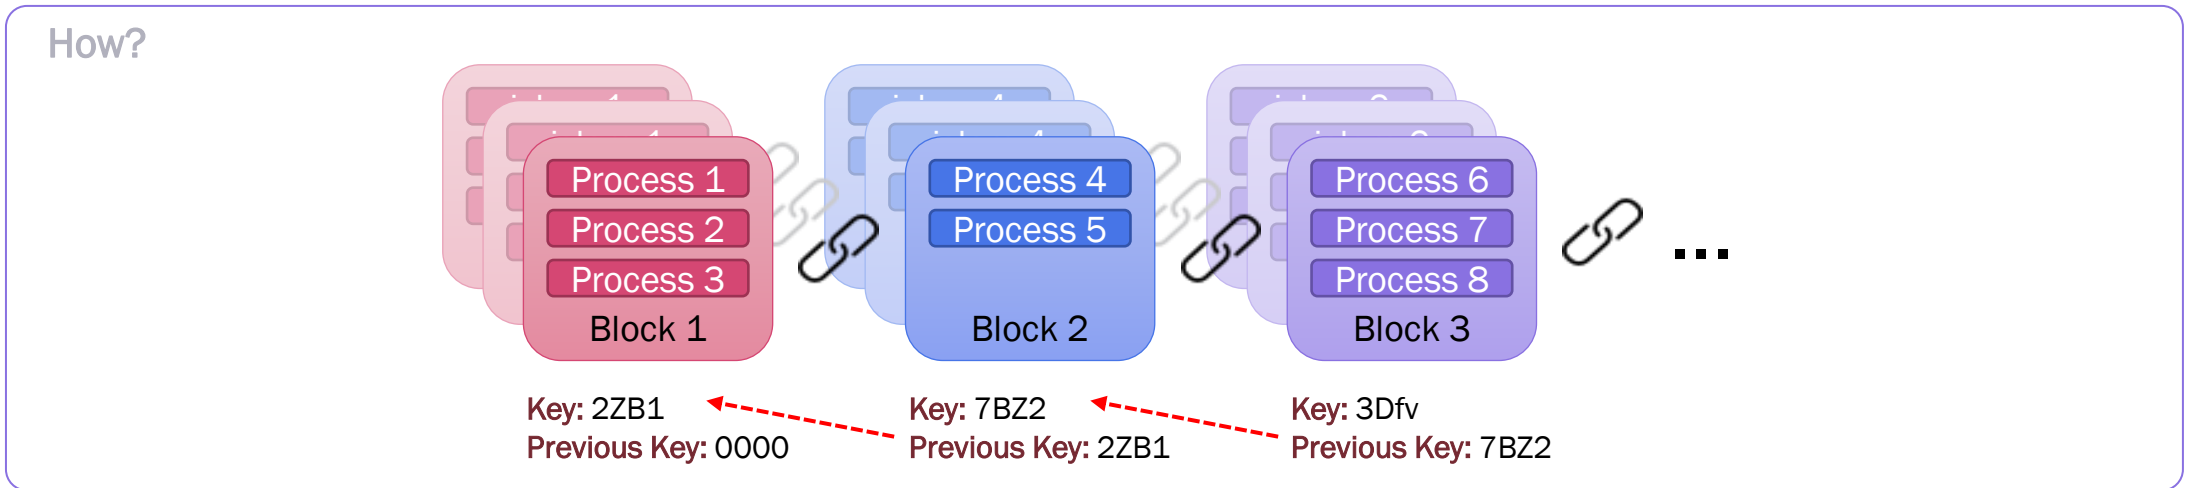 How?
Process 1
Process 2
Process 3
Block 1
Process 4
Process 5
Block 2
Process 6
Process 7
Process 8
Block 3
...
Key: 2ZB1
Previous Key: 0000
Key: 7BZ2
Previous Key: 2ZB1
Key: 3Dfv
Previous Key: 7BZ2